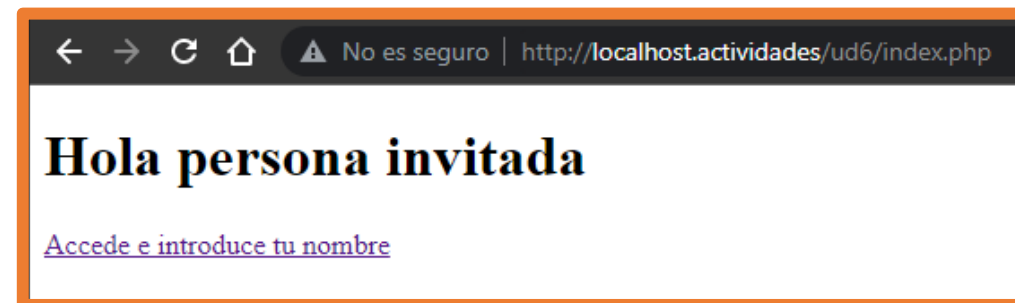 No es seguro | http://localhost.actividades/ud6/index.php
Hola persona invitada
Accede e introduce tu nombre